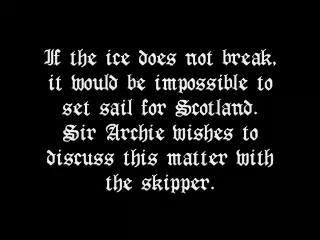 If the ice does not break,
it would be impossible to
set sail for Scotland.
Sir Archie wishes to
discuss this matter with
the skipper.